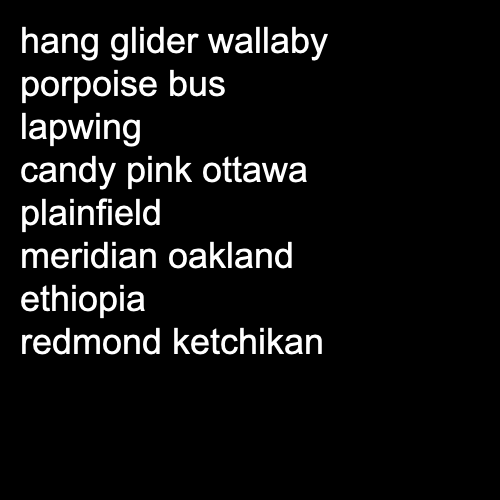 hang glider wallaby
porpoise bus
lapwing
candy pink ottawa
plainfield
meridian oakland
ethiopia
redmond ketchikan